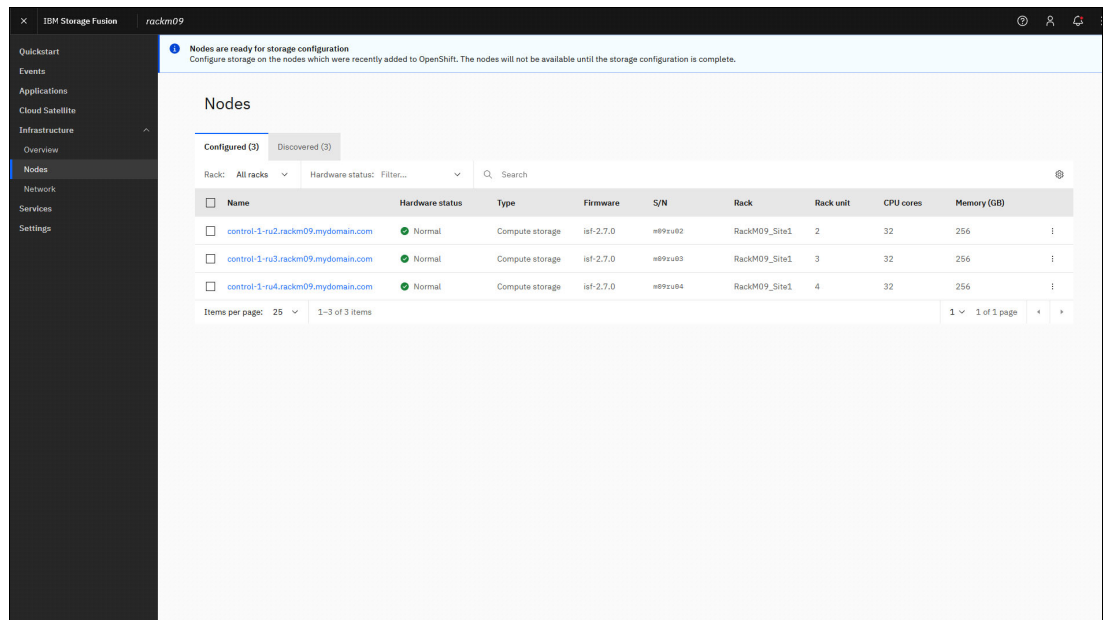 IBM Storage Fusion rackm09
Quickstart
Events
Applications
Cloud Satellite
Infrastructure
Overview
Nodes
Network
Services
Settings
Nodes are ready for storage configuration
Configure storage on the nodes which were recently added to OpenShift. The nodes will not be available until the storage configuration is complete.
Nodes
Configured (3) Discovered (3)
Rack: All racks Hardware status: Filter... Search
Name Hardware status Type Firmware S/N Rack Rack unit CPU cores Memory (GB)
control-1-ru2.rackm09.mydomain.com Normal Compute storage isf-2.7.0 m09ru02 RackM09_Site1 2 32 256
control-1-ru3.rackm09.mydomain.com Normal Compute storage isf-2.7.0 m09ru03 RackM09_Site1 3 32 256
control-1-ru4.rackm09.mydomain.com Normal Compute storage isf-2.7.0 m09ru04 RackM09_Site1 4 32 256
Items per page: 25 1–3 of 3 items 1 1 of 1 page